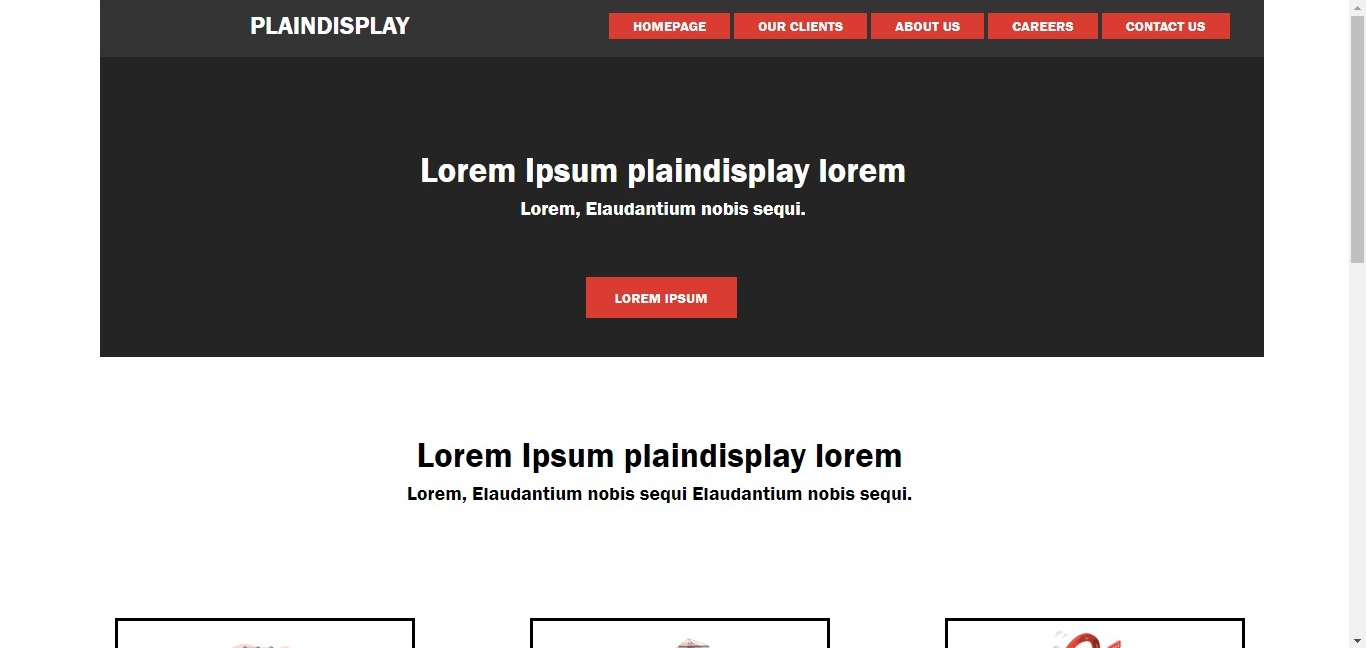 PLAINDISPLAY
HOMEPAGE OUR CLIENTS ABOUT US CAREERS CONTACT US
Lorem Ipsum plaindisplay lorem
Lorem, Elaudantium nobis sequi.
LOREM IPSUM
Lorem Ipsum plaindisplay lorem
Lorem, Elaudantium nobis sequi Elaudantium nobis sequi.